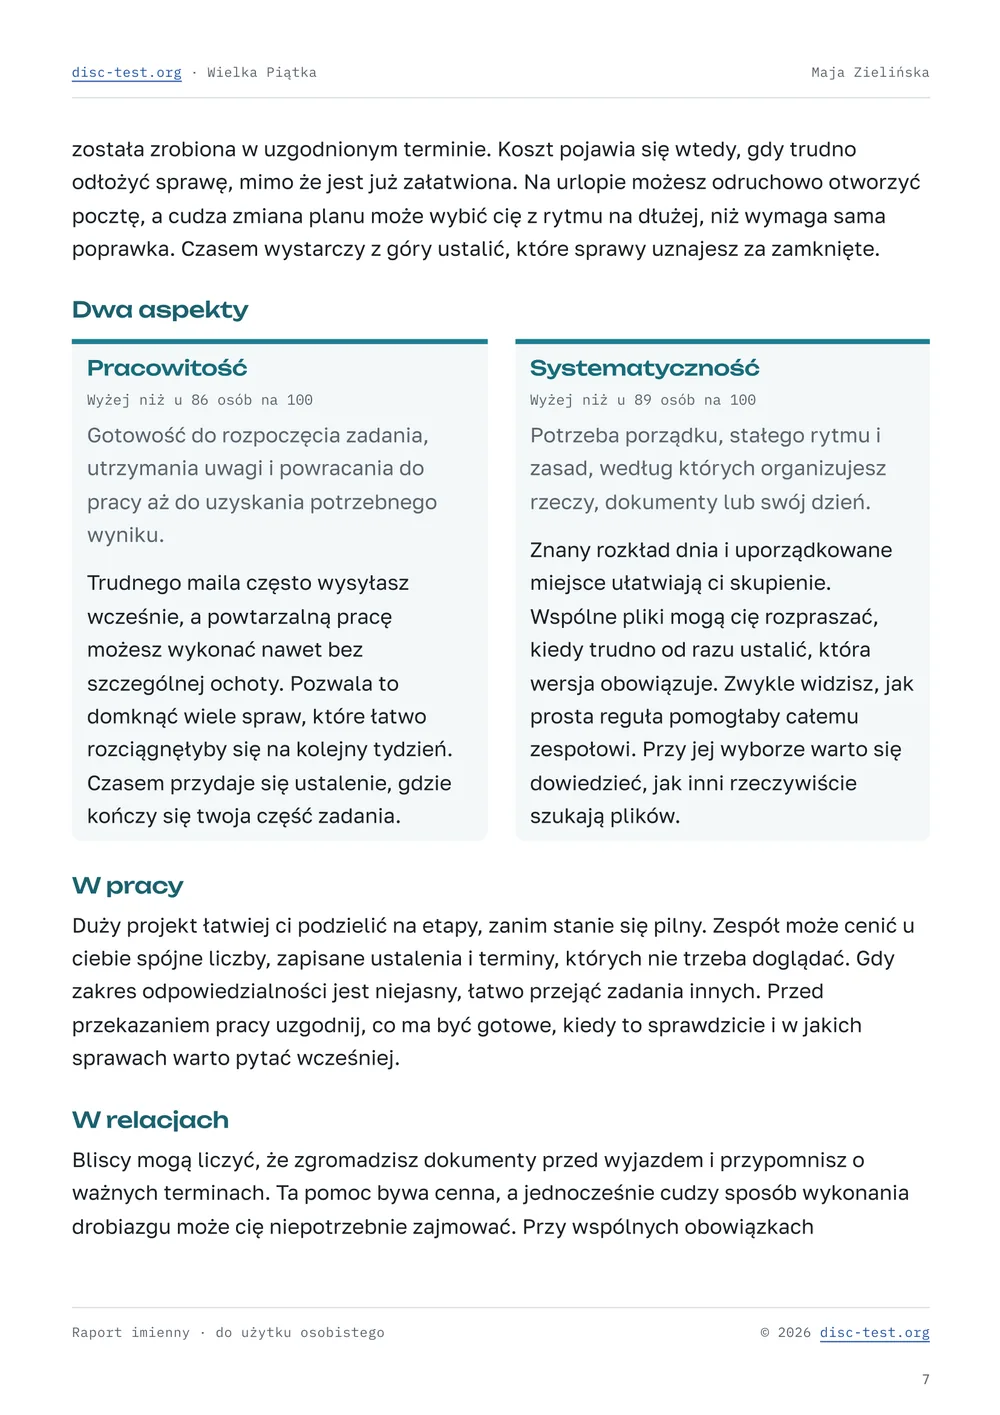 disc-test.org · Wielka Piątka
Maja Zielińska
została zrobiona w uzgodnionym terminie. Koszt pojawia się wtedy, gdy trudno
odłożyć sprawę, mimo że jest już załatwiona. Na urlopie możesz odruchowo otworzyć
pocztę, a cudza zmiana planu może wybić cię z rytmu na dłużej, niż wymaga sama
poprawka. Czasem wystarczy z góry ustalić, które sprawy uznajesz za zamknięte.
Dwa aspekty
Pracowitość
Wyżej niż u 86 osób na 100
Gotowość do rozpoczęcia zadania,
utrzymania uwagi i powracania do
pracy aż do uzyskania potrzebnego
wyniku.
Trudnego maila często wysyłasz
wcześnie, a powtarzalną pracę
możesz wykonać nawet bez
szczególnej ochoty. Pozwala to
domknąć wiele spraw, które łatwo
rozciągnęłyby się na kolejny tydzień.
Czasem przydaje się ustalenie, gdzie
kończy się twoja część zadania.
Systematyczność
Wyżej niż u 89 osób na 100
Potrzeba porządku, stałego rytmu i
zasad, według których organizujesz
rzeczy, dokumenty lub swój dzień.
Znany rozkład dnia i uporządkowane
miejsce ułatwiają ci skupienie.
Wspólne pliki mogą cię rozpraszać,
kiedy trudno od razu ustalić, która
wersja obowiązuje. Zwykle widzisz, jak
prosta reguła pomogłaby całemu
zespołowi. Przy jej wyborze warto się
dowiedzieć, jak inni rzeczywiście
szukają plików.
W pracy
Duży projekt łatwiej ci podzielić na etapy, zanim stanie się pilny. Zespół może cenić u
ciebie spójne liczby, zapisane ustalenia i terminy, których nie trzeba doglądać. Gdy
zakres odpowiedzialności jest niejasny, łatwo przejąć zadania innych. Przed
przekazaniem pracy uzgodnij, co ma być gotowe, kiedy to sprawdzicie i w jakich
sprawach warto pytać wcześniej.
W relacjach
Bliscy mogą liczyć, że zgromadzisz dokumenty przed wyjazdem i przypomnisz o
ważnych terminach. Ta pomoc bywa cenna, a jednocześnie cudzy sposób wykonania
drobiazgu może cię niepotrzebnie zajmować. Przy wspólnych obowiązkach
Raport imienny · do użytku osobistego
© 2026 disc-test.org
7